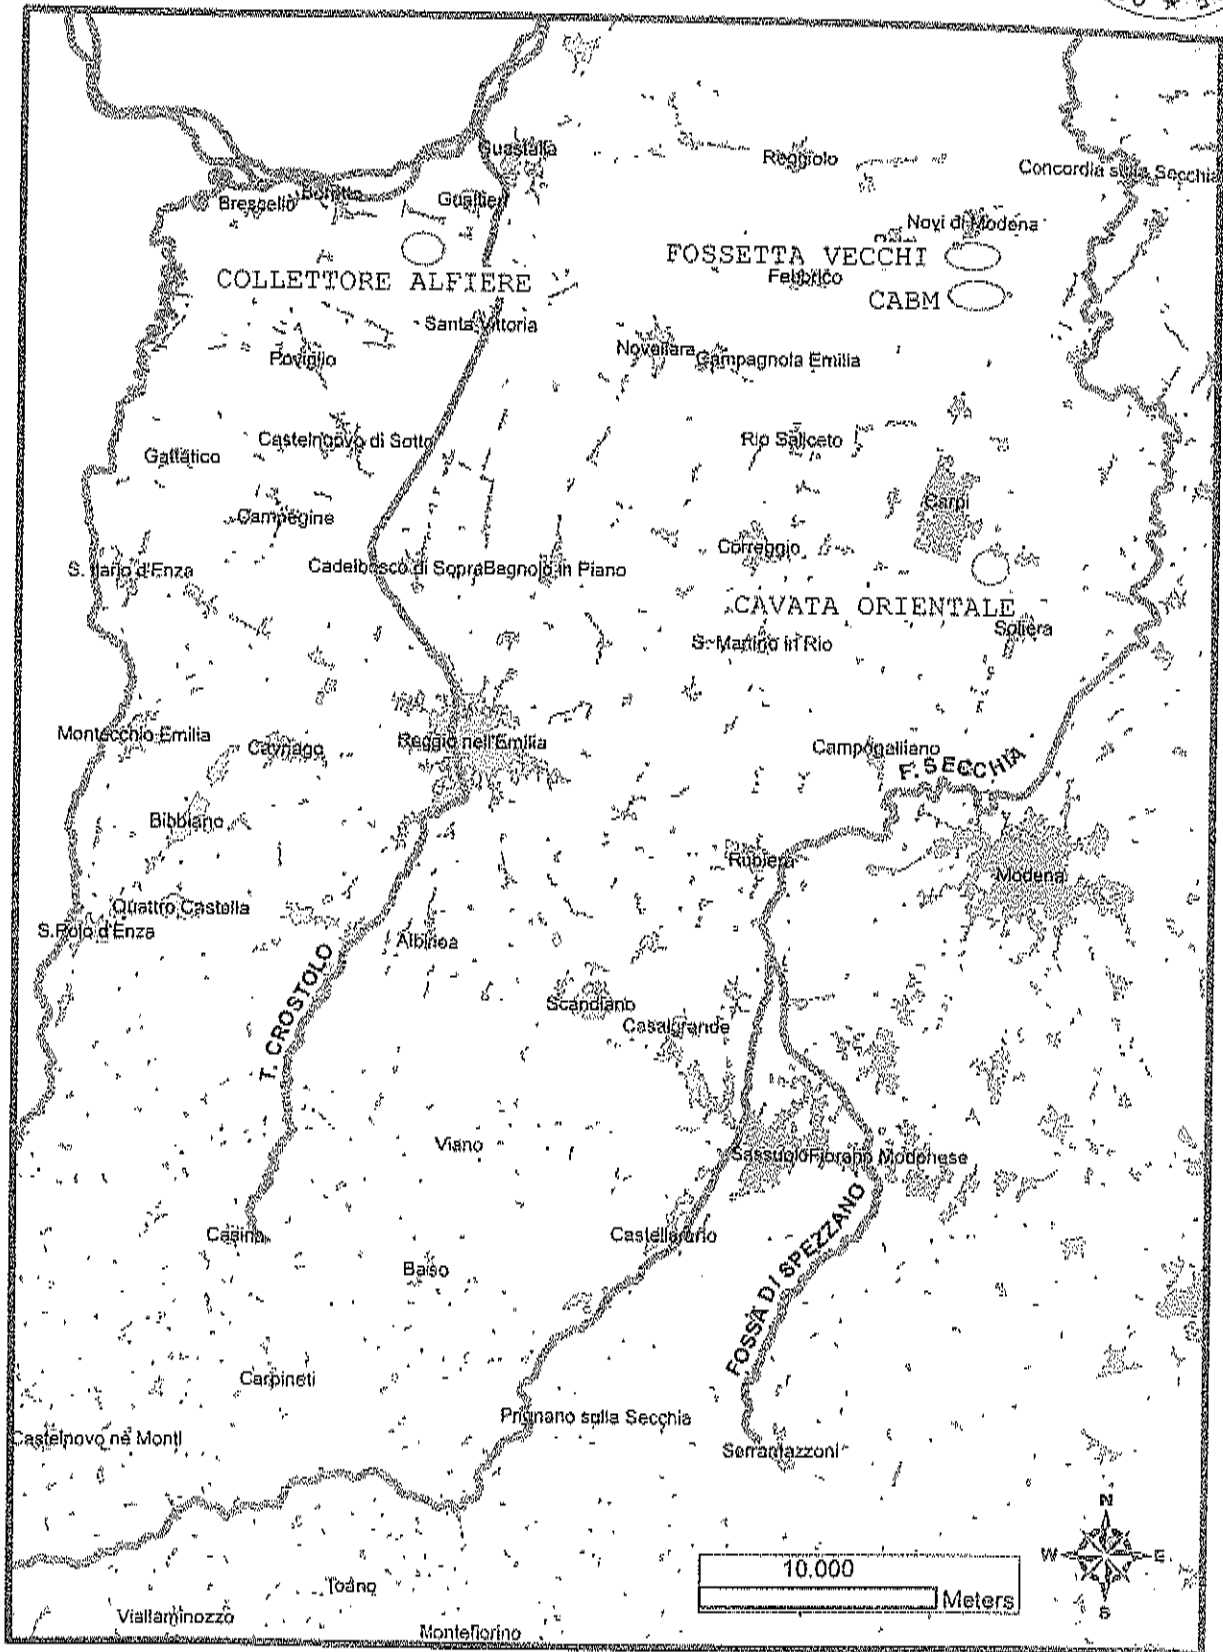 Guastalla
Reggiolo
Concordia sulla Secchia
Brescello
Boretto
Gualtieri
Novi di Modena
FOSSETTA VECCHI
Fabbrico
COLLETTORE ALFIERE
CABM
Santa Vittoria
Poviglio
Novellara
Campagnola Emilia
Castelnovo di Sotto
Rio Saliceto
Gattatico
Campegine
Carpi
Correggio
S. Ilario d'Enza
Cadelbosco di Sopra
Bagnolo in Piano
CAVATA ORIENTALE
Soliera
S. Martino in Rio
Montecchio Emilia
Cavriago
Reggio nell'Emilia
Campogalliano
F. SECCHIA
Bibbiano
Rubiera
Modena
Quattro Castella
S.Polo d'Enza
Albinea
T. CROSTOLO
Scandiano
Casalgrande
Viano
Sassuolo
Fiorano Modenese
Casina
Castellarano
Baiso
FOSSA DI SPEZZANO
Carpineti
Prignano sulla Secchia
Castelnovo ne Monti
Serramazzoni
N
W
E
S
10.000
Meters
Toano
Villaminozzo
Montefiorino